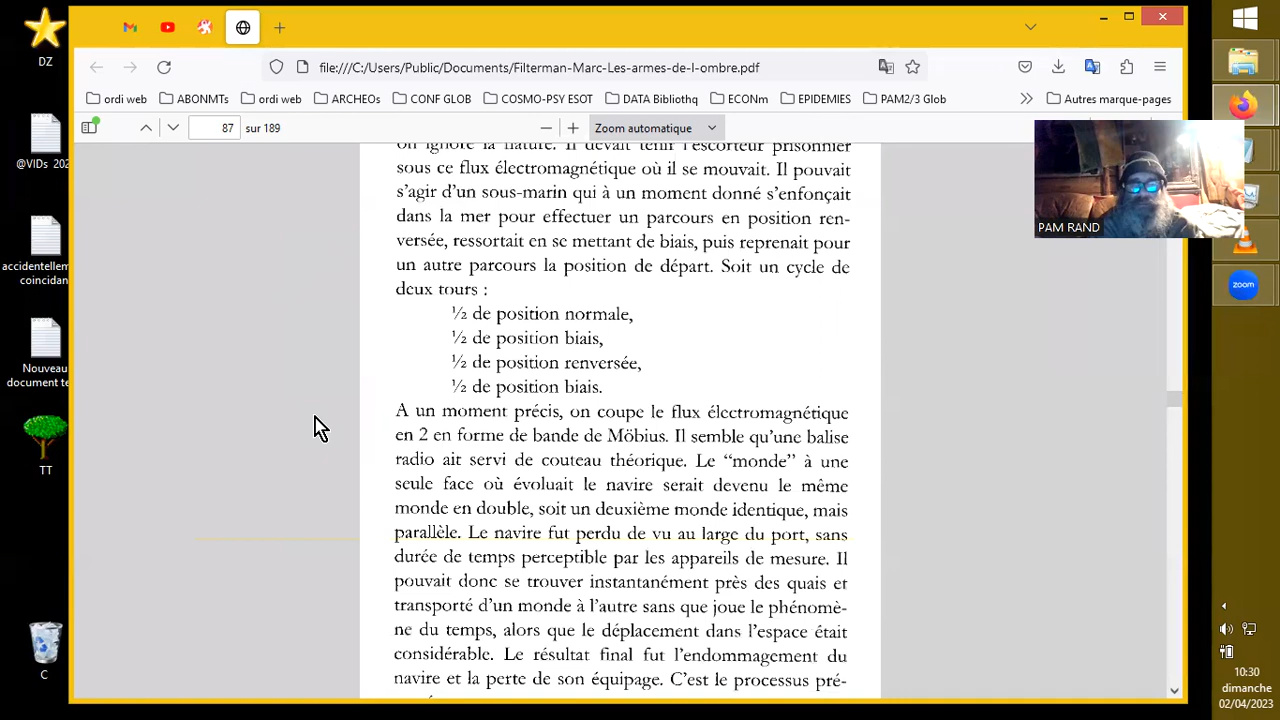 DZ
@VIDs 202
accidentellem
coincidan
Nouveau
document te
TT
C
file:///C:/Users/Public/Documents/Filterman-Marc-Les-armes-de-l-ombre.pdf
ordi web
ABONMTs
ordi web
ARCHEOs
CONF GLOB
COSMO-PSY ESOT
DATA Bibliothq
ECONm
EPIDEMIES
PAM2/3 Glob
Autres marque-pages
87 sur 189
Zoom automatique
on ignore la nature. Il devait tenir l'escorteur prisonnier
sous ce flux électromagnétique où il se mouvait. Il pouvait
s'agir d'un sous-marin qui à un moment donné s'enfonçait
dans la mer pour effectuer un parcours en position ren-
versée, ressortait en se mettant de biais, puis reprenait pour
un autre parcours la position de départ. Soit un cycle de
deux tours :
½ de position normale,
½ de position biais,
½ de position renversée,
½ de position biais.
A un moment précis, on coupe le flux électromagnétique
en 2 en forme de bande de Möbius. Il semble qu'une balise
radio ait servi de couteau théorique. Le “monde” à une
seule face où évoluait le navire serait devenu le même
monde en double, soit un deuxième monde identique, mais
parallèle. Le navire fut perdu de vu au large du port, sans
durée de temps perceptible par les appareils de mesure. Il
pouvait donc se trouver instantanément près des quais et
transporté d'un monde à l'autre sans que joue le phénomè-
ne du temps, alors que le déplacement dans l'espace était
considérable. Le résultat final fut l'endommagement du
navire et la perte de son équipage. C'est le processus pré-
PAM RAND
zoom
10:30
dimanche
02/04/2023